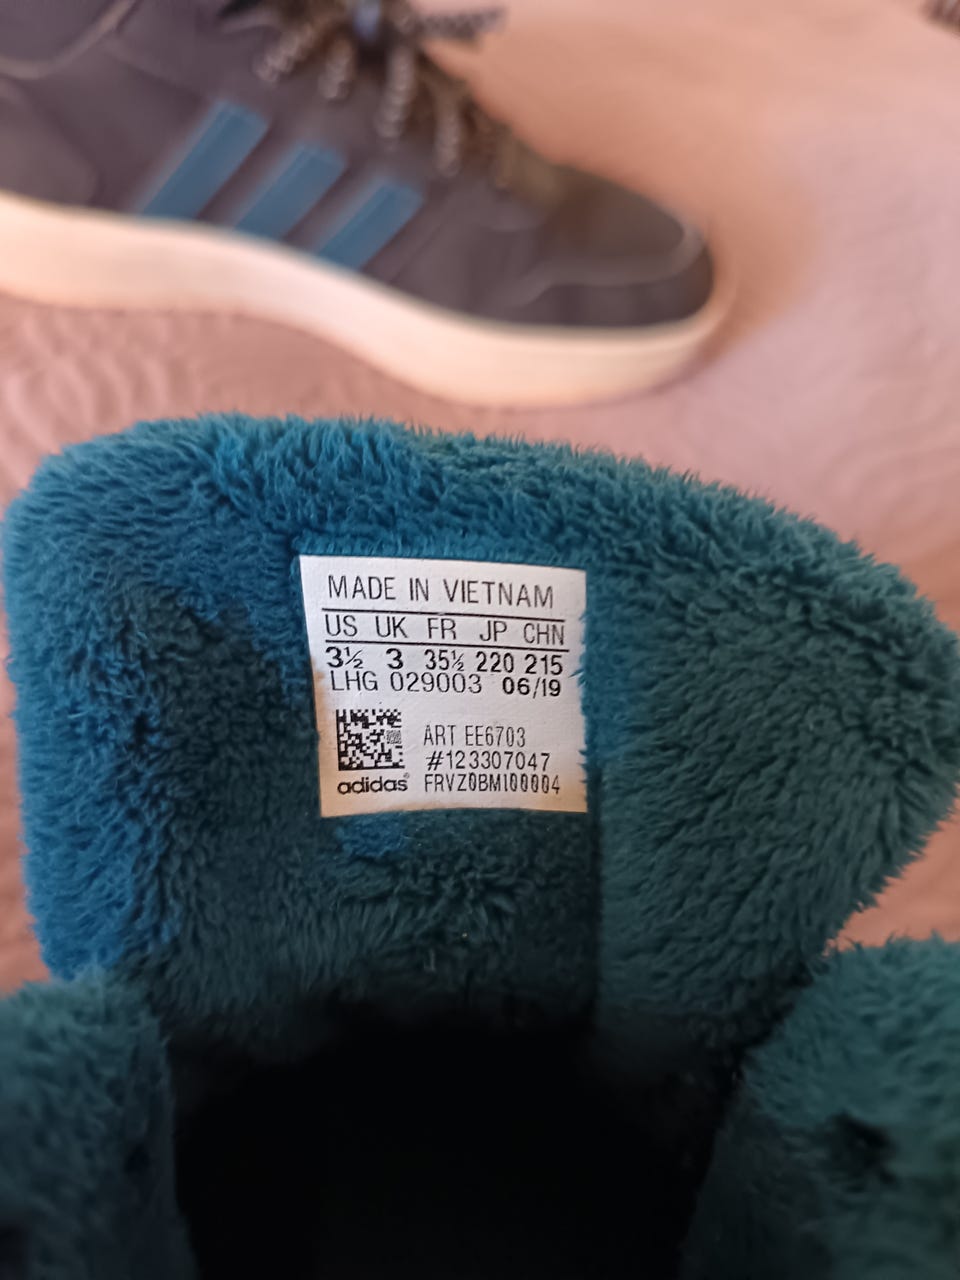 MADE IN VIETNAM
US UK FR JP CHN
3½ 3 35½ 220 215
LHG 029003 06/19
ART EE6703
#123307047
adidas® FRVZ0BM100004